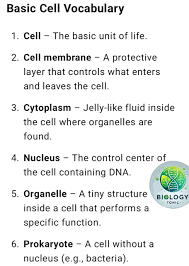 Basic Cell Vocabulary
1. Cell – The basic unit of life.
2. Cell membrane – A protective
layer that controls what enters
and leaves the cell.
3. Cytoplasm – Jelly-like fluid inside
the cell where organelles are
found.
4. Nucleus – The control center of
the cell containing DNA.
5. Organelle – A tiny structure
inside a cell that performs a
specific function.
6. Prokaryote – A cell without a
nucleus (e.g., bacteria).
BIOLOGY